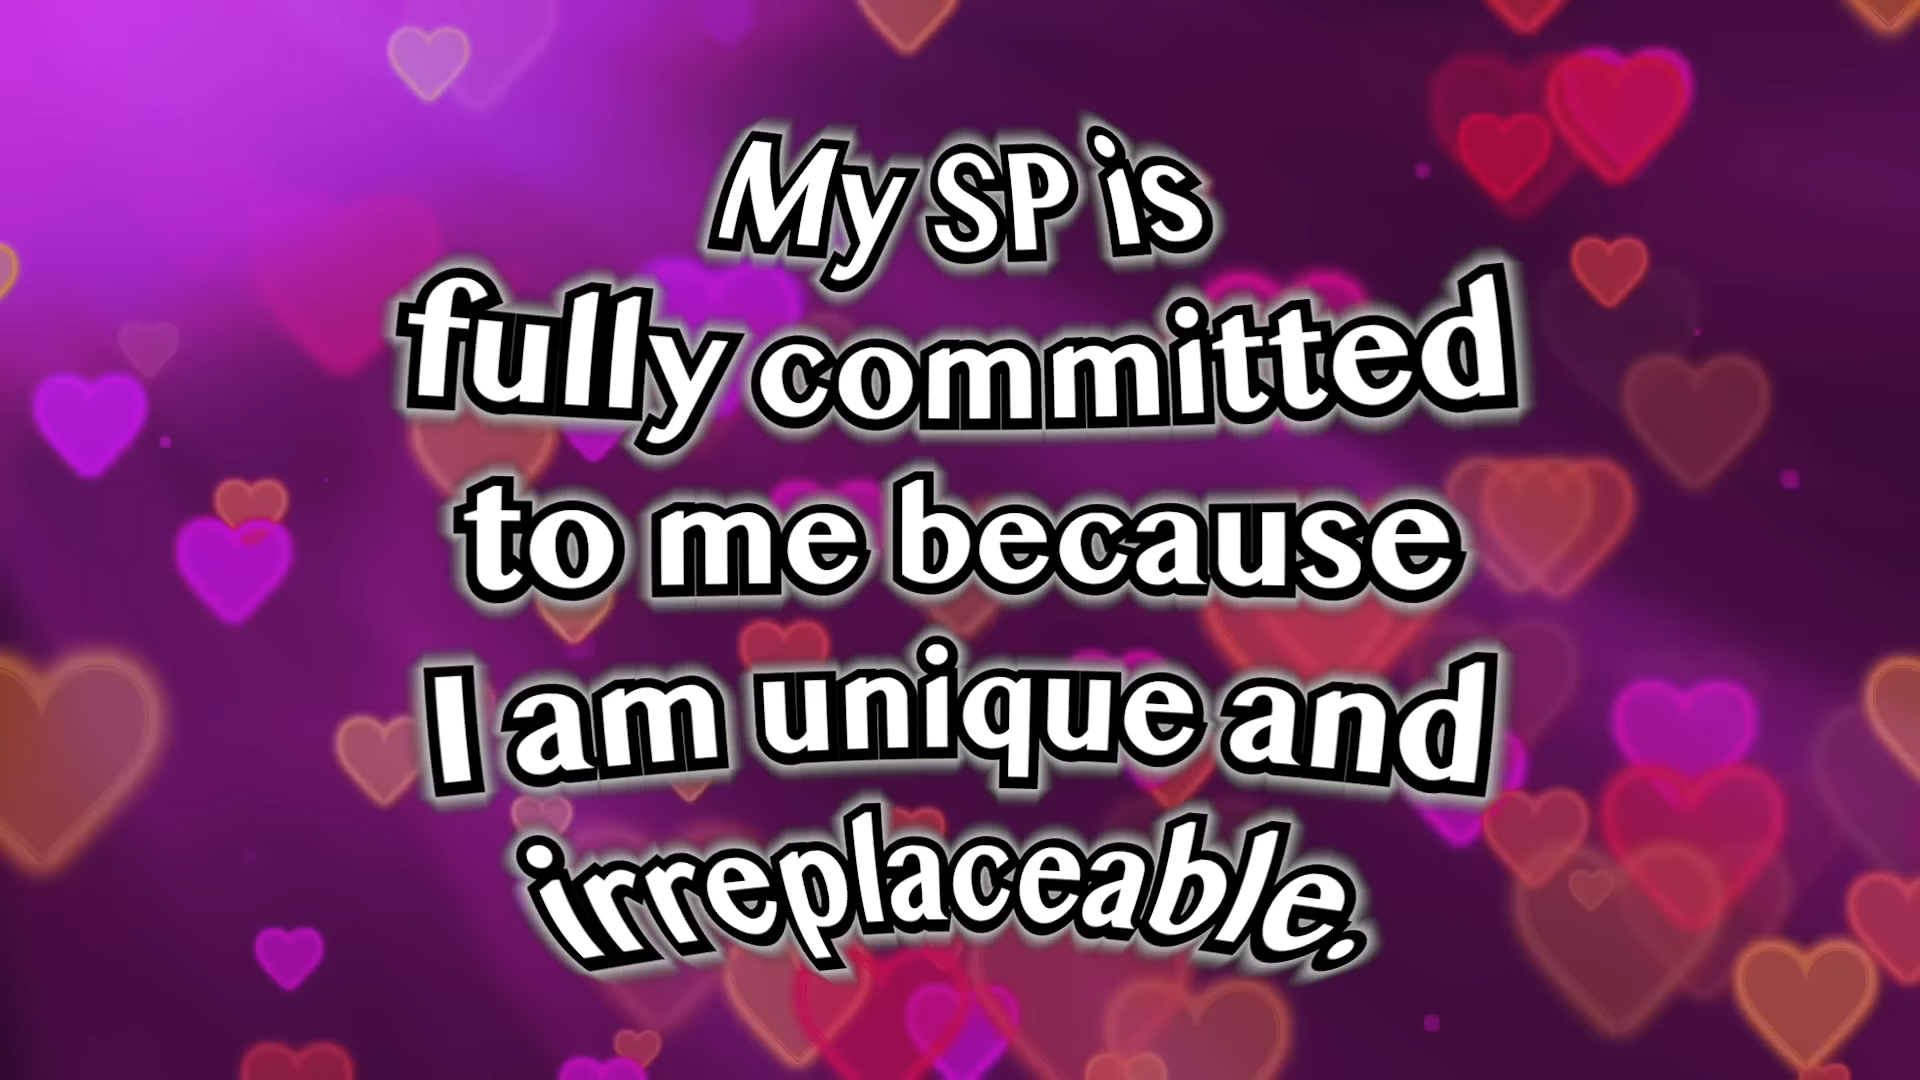 My SP is
fully committed
to me because
I am unique and
irreplaceable.